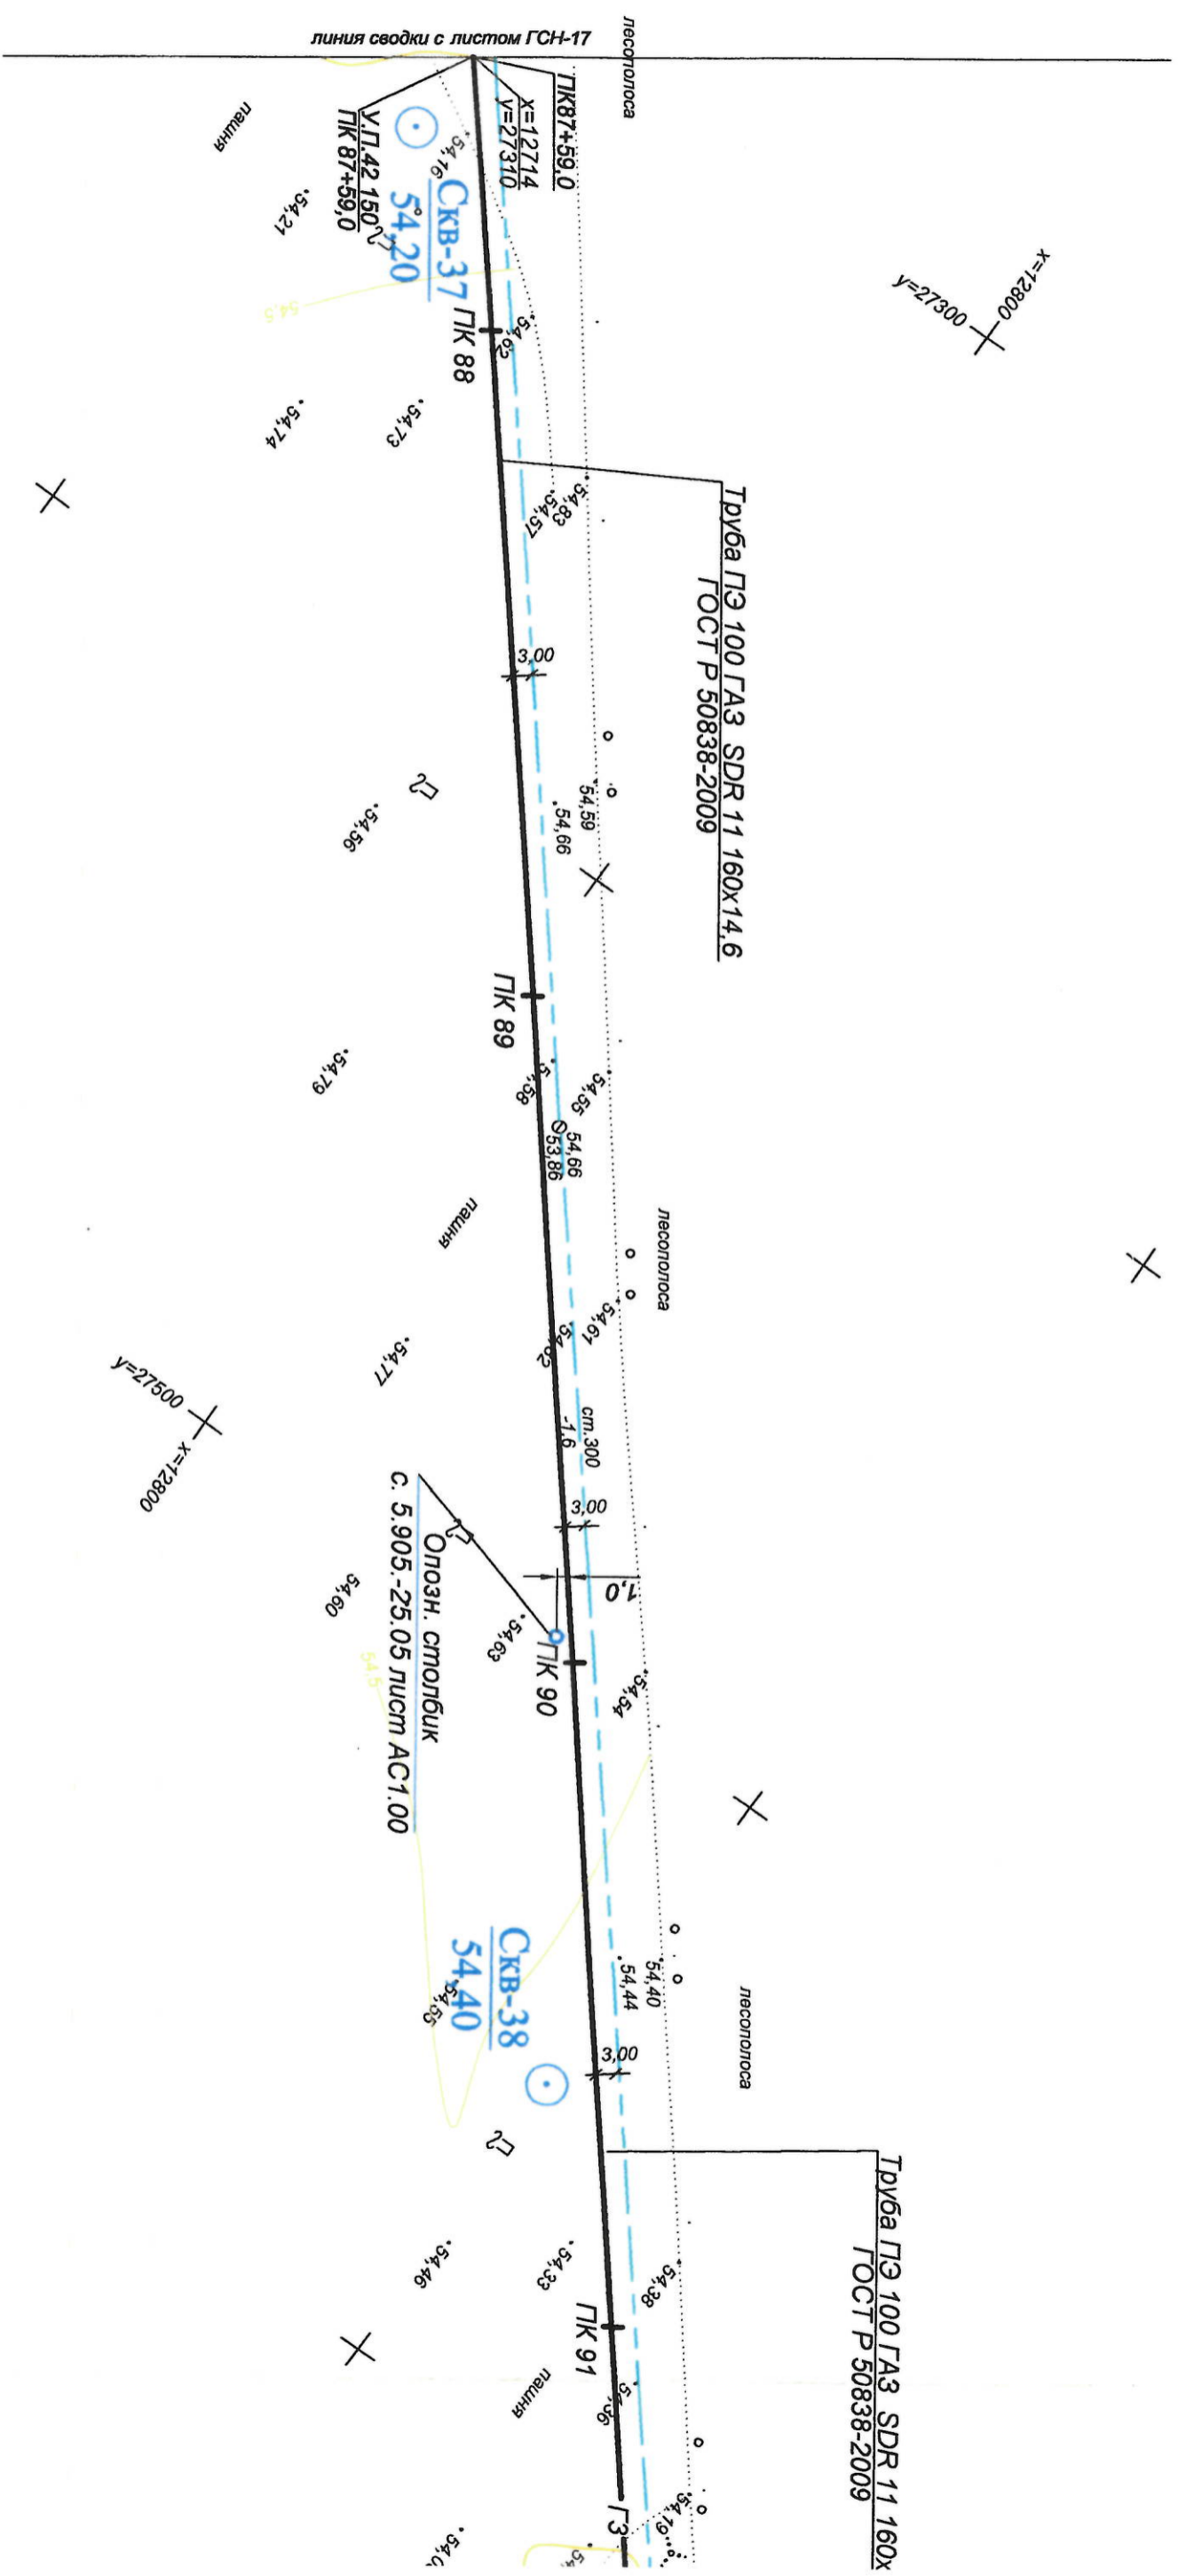 линия сводки с листом ГСН-17
лесополоса
ПК87+59,0
х=12714
у=27310
У.П.42 150°
ПК 87+59,0
пашня
54,16
54,21
Скв-37
54,20
54.5
ПК 88
54,62
54,73
54,74
х=12800
у=27300
54,83
54,57
Труба ПЭ 100 ГАЗ SDR 11 160х14,6
ГОСТ Р 50838-2009
3,00
54,59
54,66
54,56
ПК 89
54,79
54,55
54,66
53,86
пашня
лесополоса
54,61
54,77
у=27500
х=12800
ст.300
-1,6
3,00
1,0
Опозн. столбик
с. 5.905.-25.05 лист АС1.00
54,60
54,63
54.5
ПК 90
54,54
Скв-38
54,40
54,55
54,40
54,44
лесополоса
3,00
Труба ПЭ 100 ГАЗ SDR 11 160х
ГОСТ Р 50838-2009
54,46
54,33
54,38
ПК 91
пашня
54,19
Г3